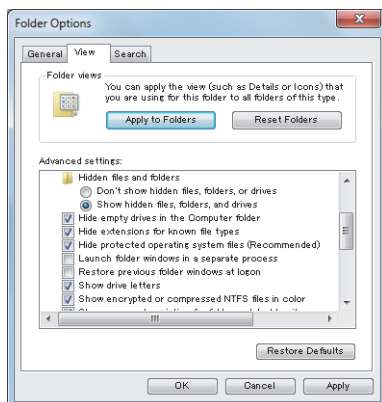 Folder Options
General View Search
Folder views
You can apply the view (such as Details or Icons) that
you are using for this folder to all folders of this type.
Apply to Folders Reset Folders
Advanced settings:
Hidden files and folders
Don't show hidden files, folders, or drives
Show hidden files, folders, and drives
Hide empty drives in the Computer folder
Hide extensions for known file types
Hide protected operating system files (Recommended)
Launch folder windows in a separate process
Restore previous folder windows at logon
Show drive letters
Show encrypted or compressed NTFS files in color
Restore Defaults
OK Cancel Apply